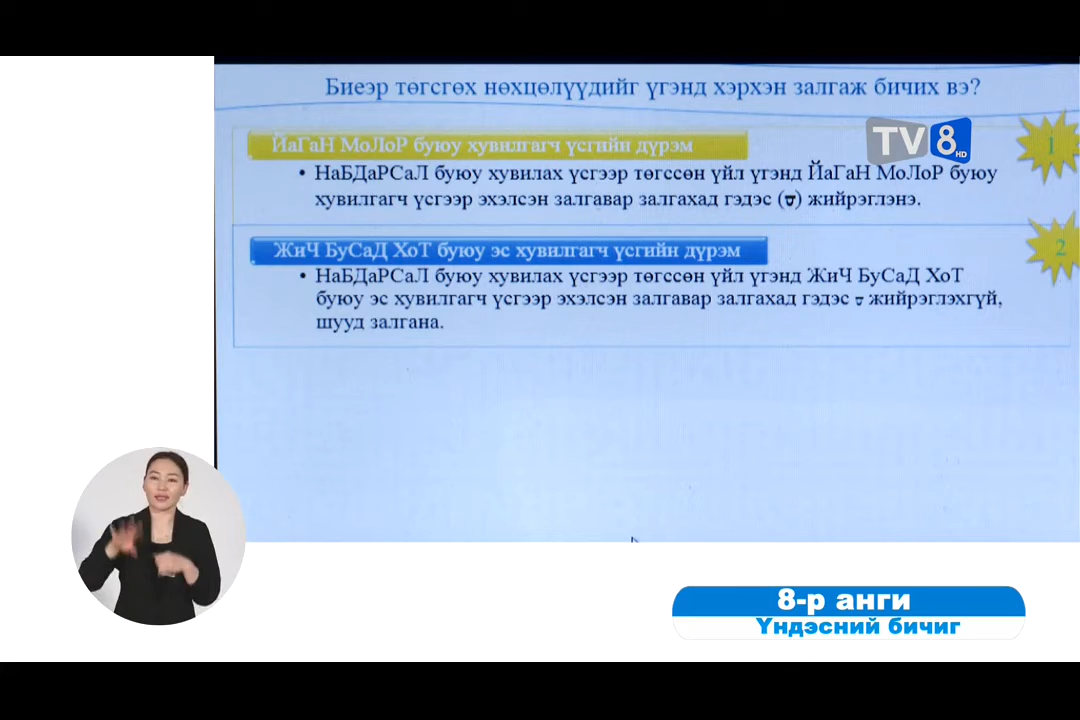 Биеэр төгсгөх нөхцөлүүдийг үгэнд хэрхэн залгаж бичих вэ?
TV8 HD
ЙаГаН МоЛоР буюу хувилгагч үсгийн дүрэм
1
• НаБДаРСаЛ буюу хувилах үсгээр төгссөн үйл үгэнд ЙаГаН МоЛоР буюу
хувилгагч үсгээр эхэлсэн залгавар залгахад гэдэс (᠊ᠤ᠋) жийрэглэнэ.
ЖиЧ БуСаД ХоТ буюу эс хувилгагч үсгийн дүрэм
2
• НаБДаРСаЛ буюу хувилах үсгээр төгссөн үйл үгэнд ЖиЧ БуСаД ХоТ
буюу эс хувилгагч үсгээр эхэлсэн залгавар залгахад гэдэс ᠊ᠤ᠋ жийрэглэхгүй,
шууд залгана.
8-р анги
Үндэсний бичиг